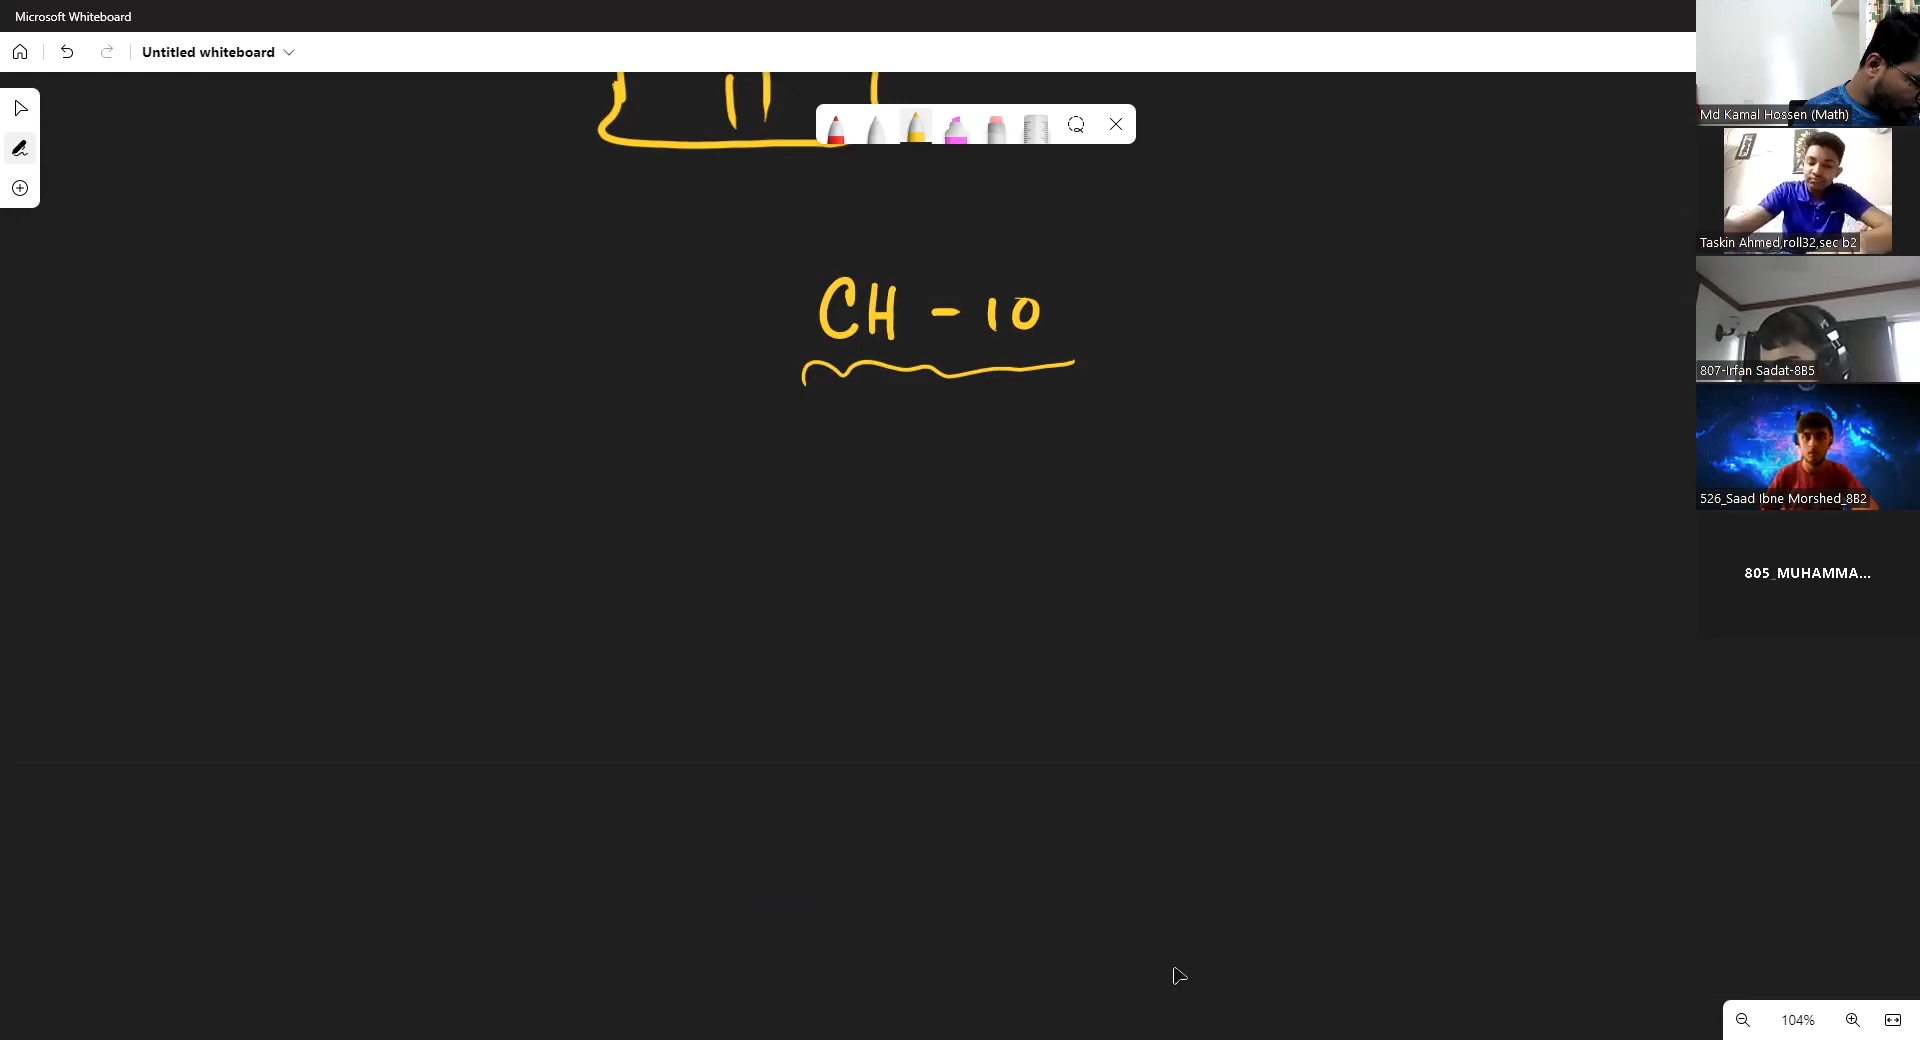 Microsoft Whiteboard
Untitled whiteboard
CH - 10
Md Kamal Hossen (Math)
Taskin Ahmed,roll32,sec b2
807-Irfan Sadat-8B5
526_Saad Ibne Morshed_8B2
805_MUHAMMA...
104%